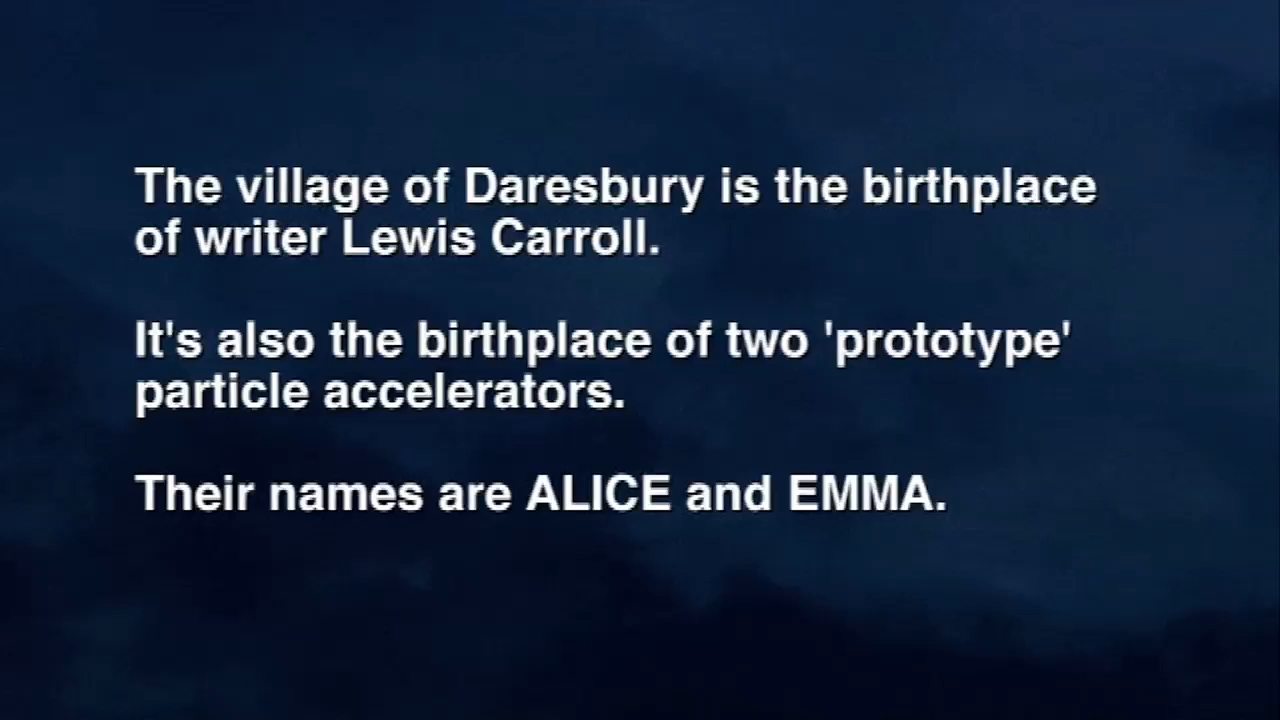 The village of Daresbury is the birthplace
of writer Lewis Carroll.
It's also the birthplace of two 'prototype'
particle accelerators.
Their names are ALICE and EMMA.